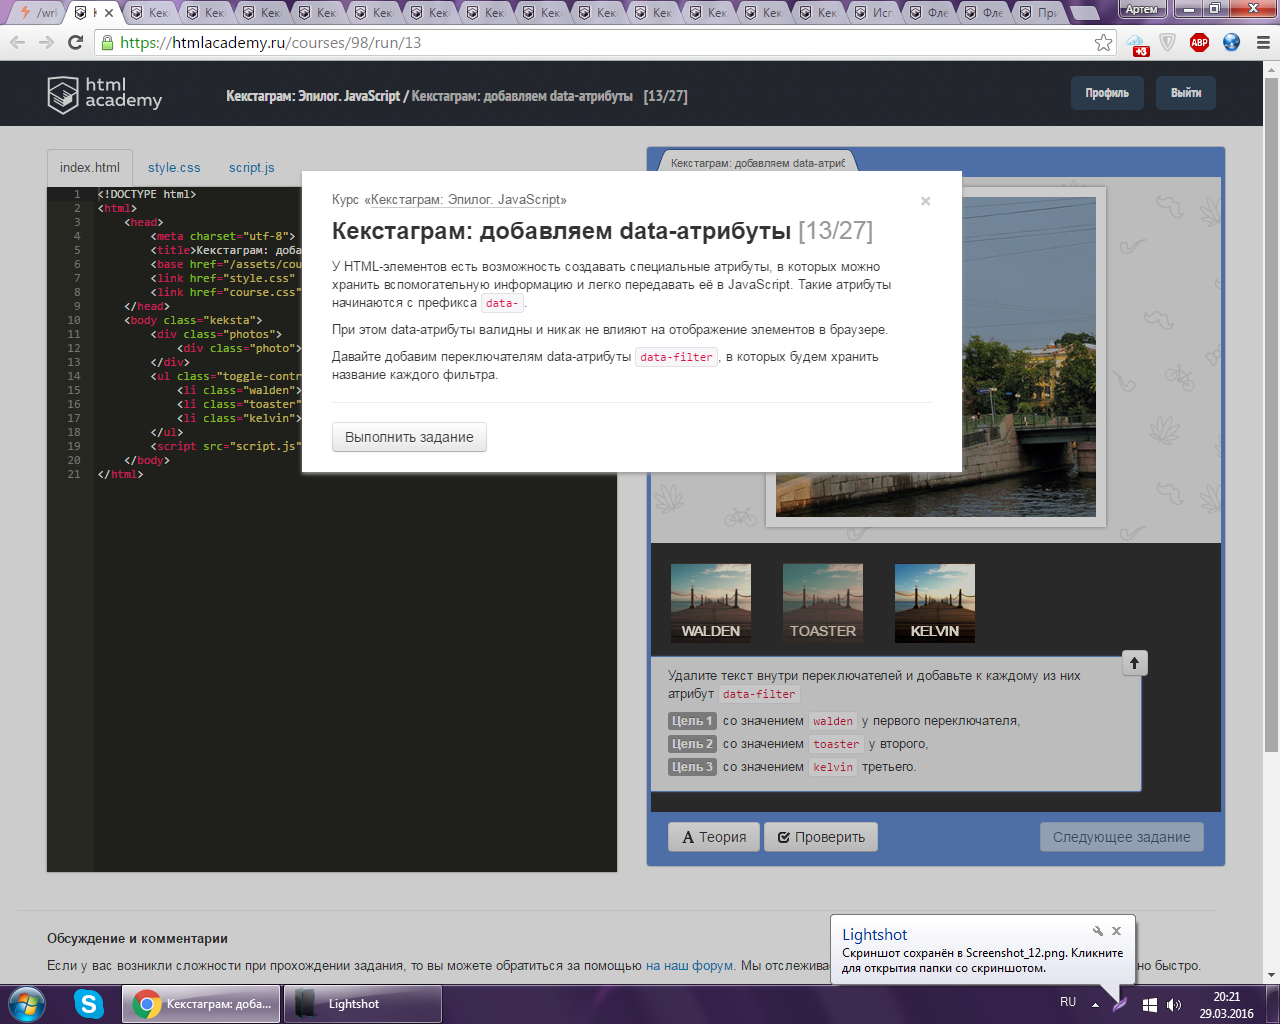 /wri
Кек
Кек
Кек
Кек
Кек
Кек
Кек
Кек
Кек
Кек
Кек
Кек
Кек
Исп
Фле
Фле
При
Артем
https://htmlacademy.ru/courses/98/run/13
+3
ABP
html
academy
Кекстаграм: Эпилог. JavaScript / Кекстаграм: добавляем data-атрибуты [13/27]
Профиль
Выйти
index.html
style.css
script.js
1 <!DOCTYPE html>
2 <html>
3 <head>
4 <meta charset="utf-8">
5 <title>Кекстаграм: доба
6 <base href="/assets/cou
7 <link href="style.css"
8 <link href="course.css"
9 </head>
10 <body class="keksta">
11 <div class="photos">
12 <div class="photo">
13 </div>
14 <ul class="toggle-contr
15 <li class="walden">
16 <li class="toaster"
17 <li class="kelvin">
18 </ul>
19 <script src="script.js"
20 </body>
21 </html>
Курс «Кекстаграм: Эпилог. JavaScript»
×
Кекстаграм: добавляем data-атрибуты [13/27]
У HTML-элементов есть возможность создавать специальные атрибуты, в которых можно
хранить вспомогательную информацию и легко передавать её в JavaScript. Такие атрибуты
начинаются с префикса data- .
При этом data-атрибуты валидны и никак не влияют на отображение элементов в браузере.
Давайте добавим переключателям data-атрибуты data-filter , в которых будем хранить
название каждого фильтра.
Выполнить задание
Кекстаграм: добавляем data-атриб
WALDEN
TOASTER
KELVIN
Удалите текст внутри переключателей и добавьте к каждому из них
атрибут data-filter
Цель 1 со значением walden у первого переключателя,
Цель 2 со значением toaster у второго,
Цель 3 со значением kelvin третьего.
A Теория
Проверить
Следующее задание
Обсуждение и комментарии
Если у вас возникли сложности при прохождении задания, то вы можете обратиться за помощью на наш форум. Мы отслежива
но быстро.
Lightshot
Скриншот сохранён в Screenshot_12.png. Кликните
для открытия папки со скриншотом.
Кекстаграм: доба...
Lightshot
RU
20:21
29.03.2016